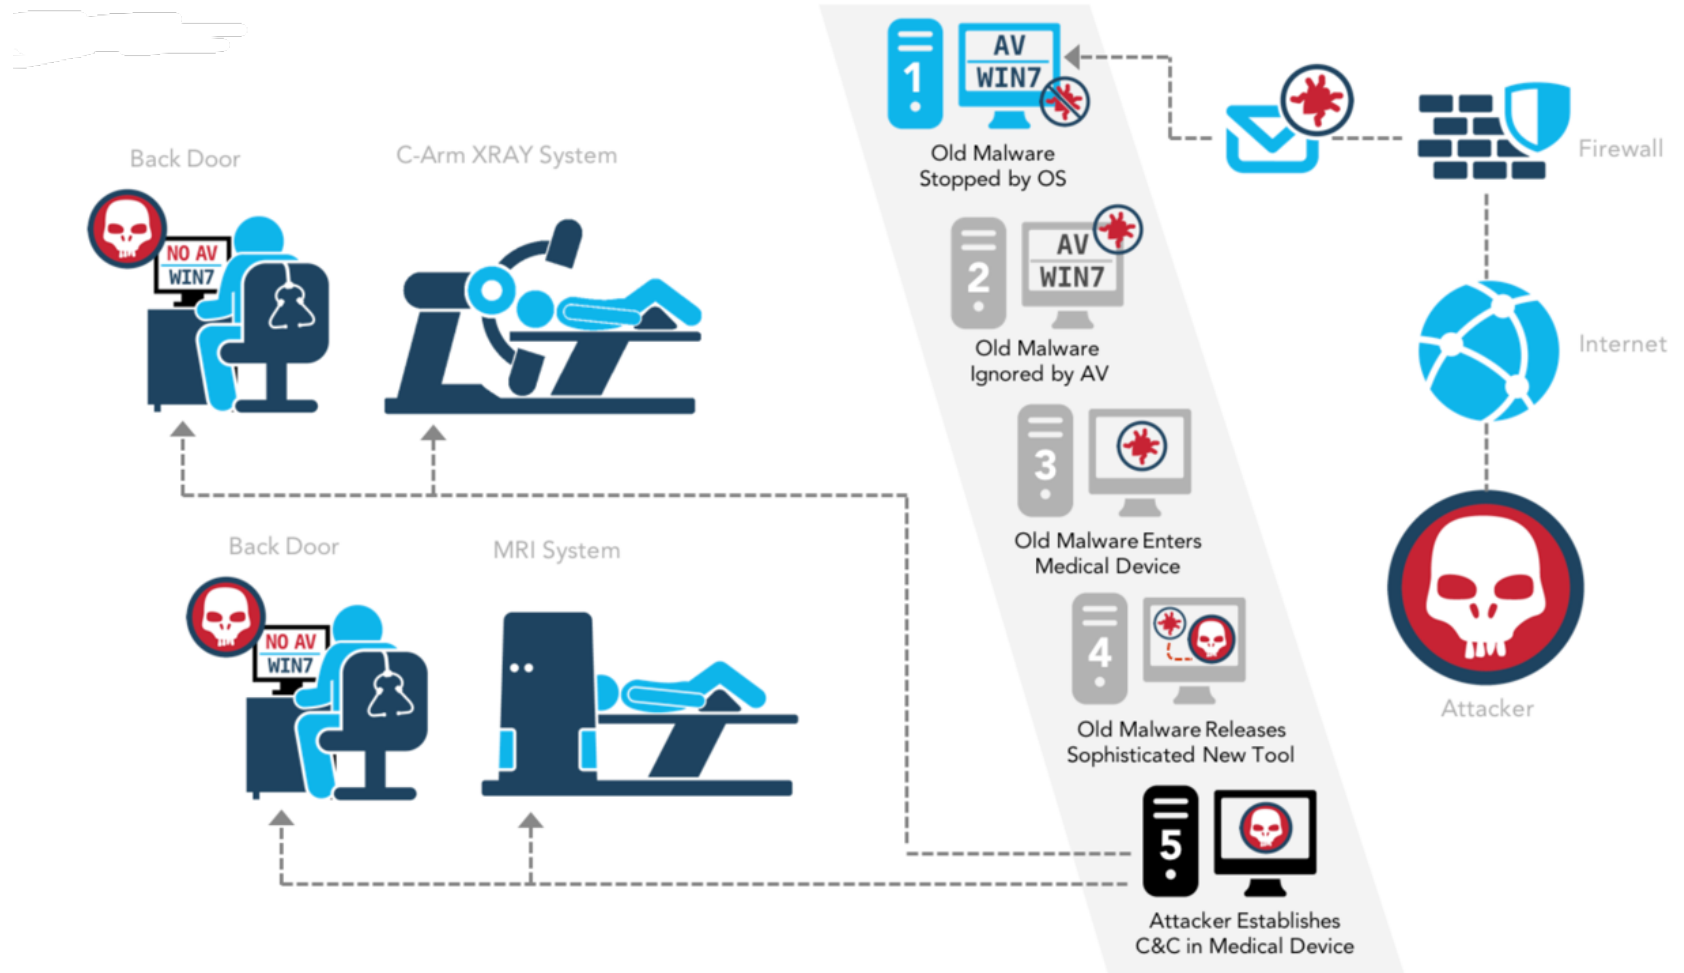 Back Door
NO AV
WIN7
C-Arm XRAY System
Back Door
NO AV
WIN7
MRI System
1
AV
WIN7
Old Malware
Stopped by OS
2
AV
WIN7
Old Malware
Ignored by AV
3
Old Malware Enters
Medical Device
4
Old Malware Releases
Sophisticated New Tool
5
Attacker Establishes
C&C in Medical Device
Firewall
Internet
Attacker